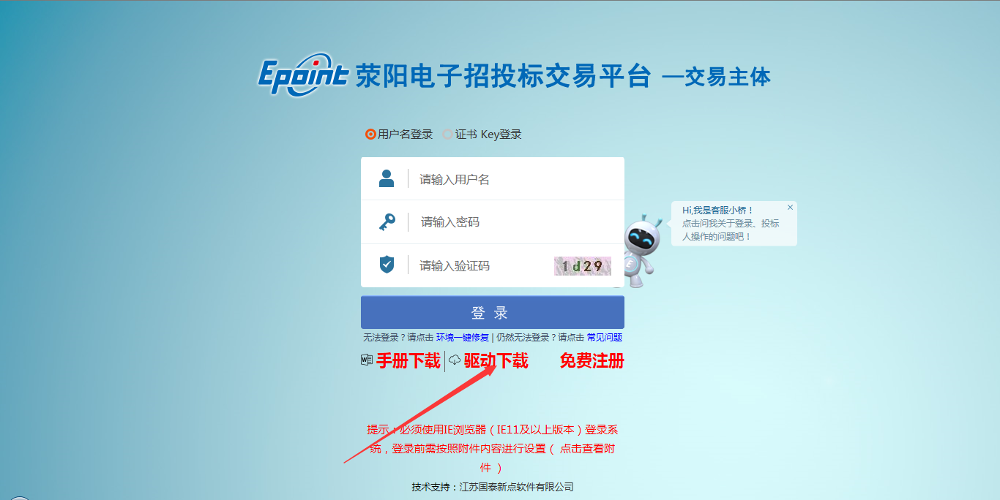 Epoint 荥阳电子招投标交易平台 —交易主体
用户名登录 证书 Key登录
请输入用户名
请输入密码
请输入验证码 1d29
Hi,我是客服小桥！ ×
点击问我关于登录、投标
人操作的问题吧！
E
登 录
无法登录？请点击 环境一键修复 | 仍然无法登录？请点击 常见问题
W 手册下载 驱动下载 免费注册
提示：必须使用IE浏览器（IE11及以上版本）登录系
统，登录前需按照附件内容进行设置（ 点击查看附
件 ）
技术支持：江苏国泰新点软件有限公司